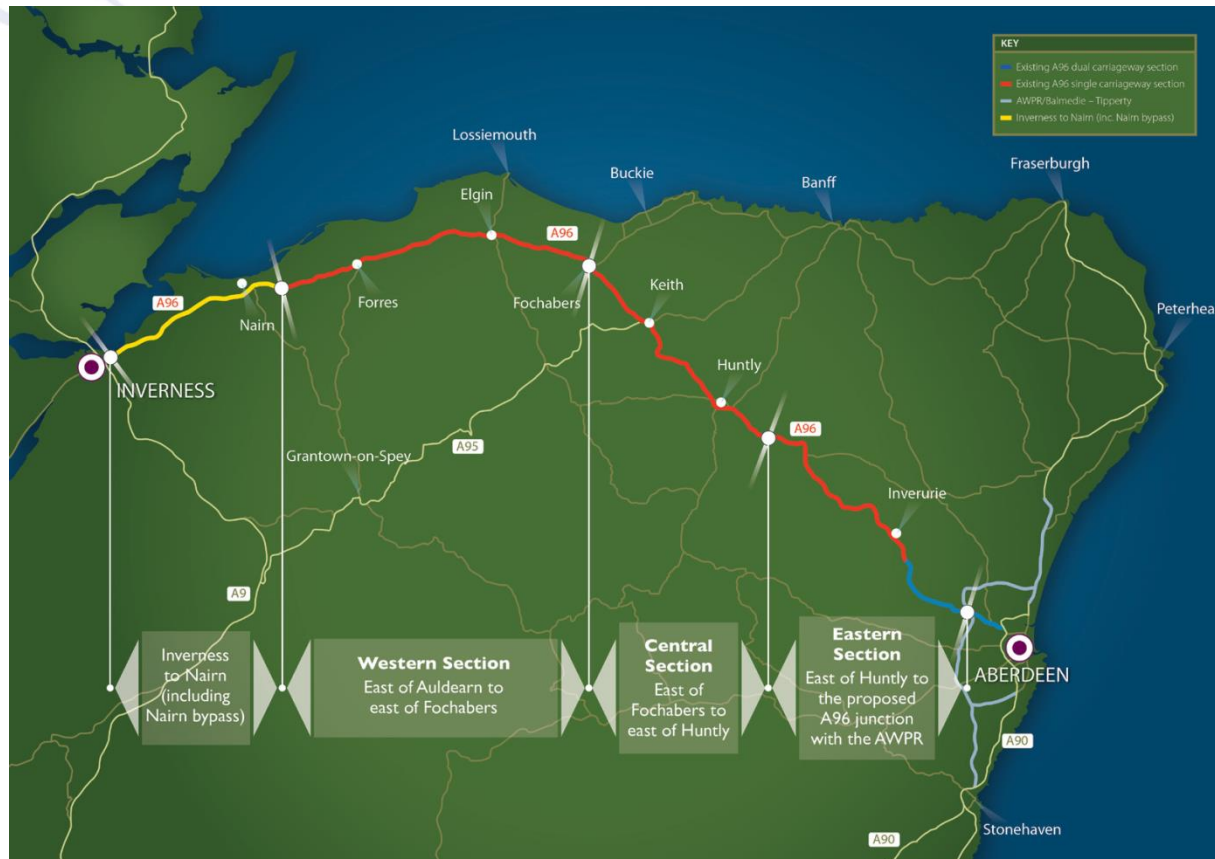 KEY
Existing A96 dual carriageway section
Existing A96 single carriageway section
AWPR/Balmedie – Tipperty
Inverness to Nairn (inc. Nairn bypass)
Lossiemouth
Elgin
Buckie
Banff
Fraserburgh
A96
A96
Nairn
Forres
Fochabers
Keith
Peterhea
INVERNESS
Huntly
A96
Grantown-on-Spey
A95
Inverurie
A9
Inverness
to Nairn
(including
Nairn bypass)
Western Section
East of Auldearn to
east of Fochabers
Central
Section
East of
Fochabers to
east of Huntly
Eastern
Section
East of Huntly to
the proposed
A96 junction
with the AWPR
ABERDEEN
A90
Stonehaven
A90